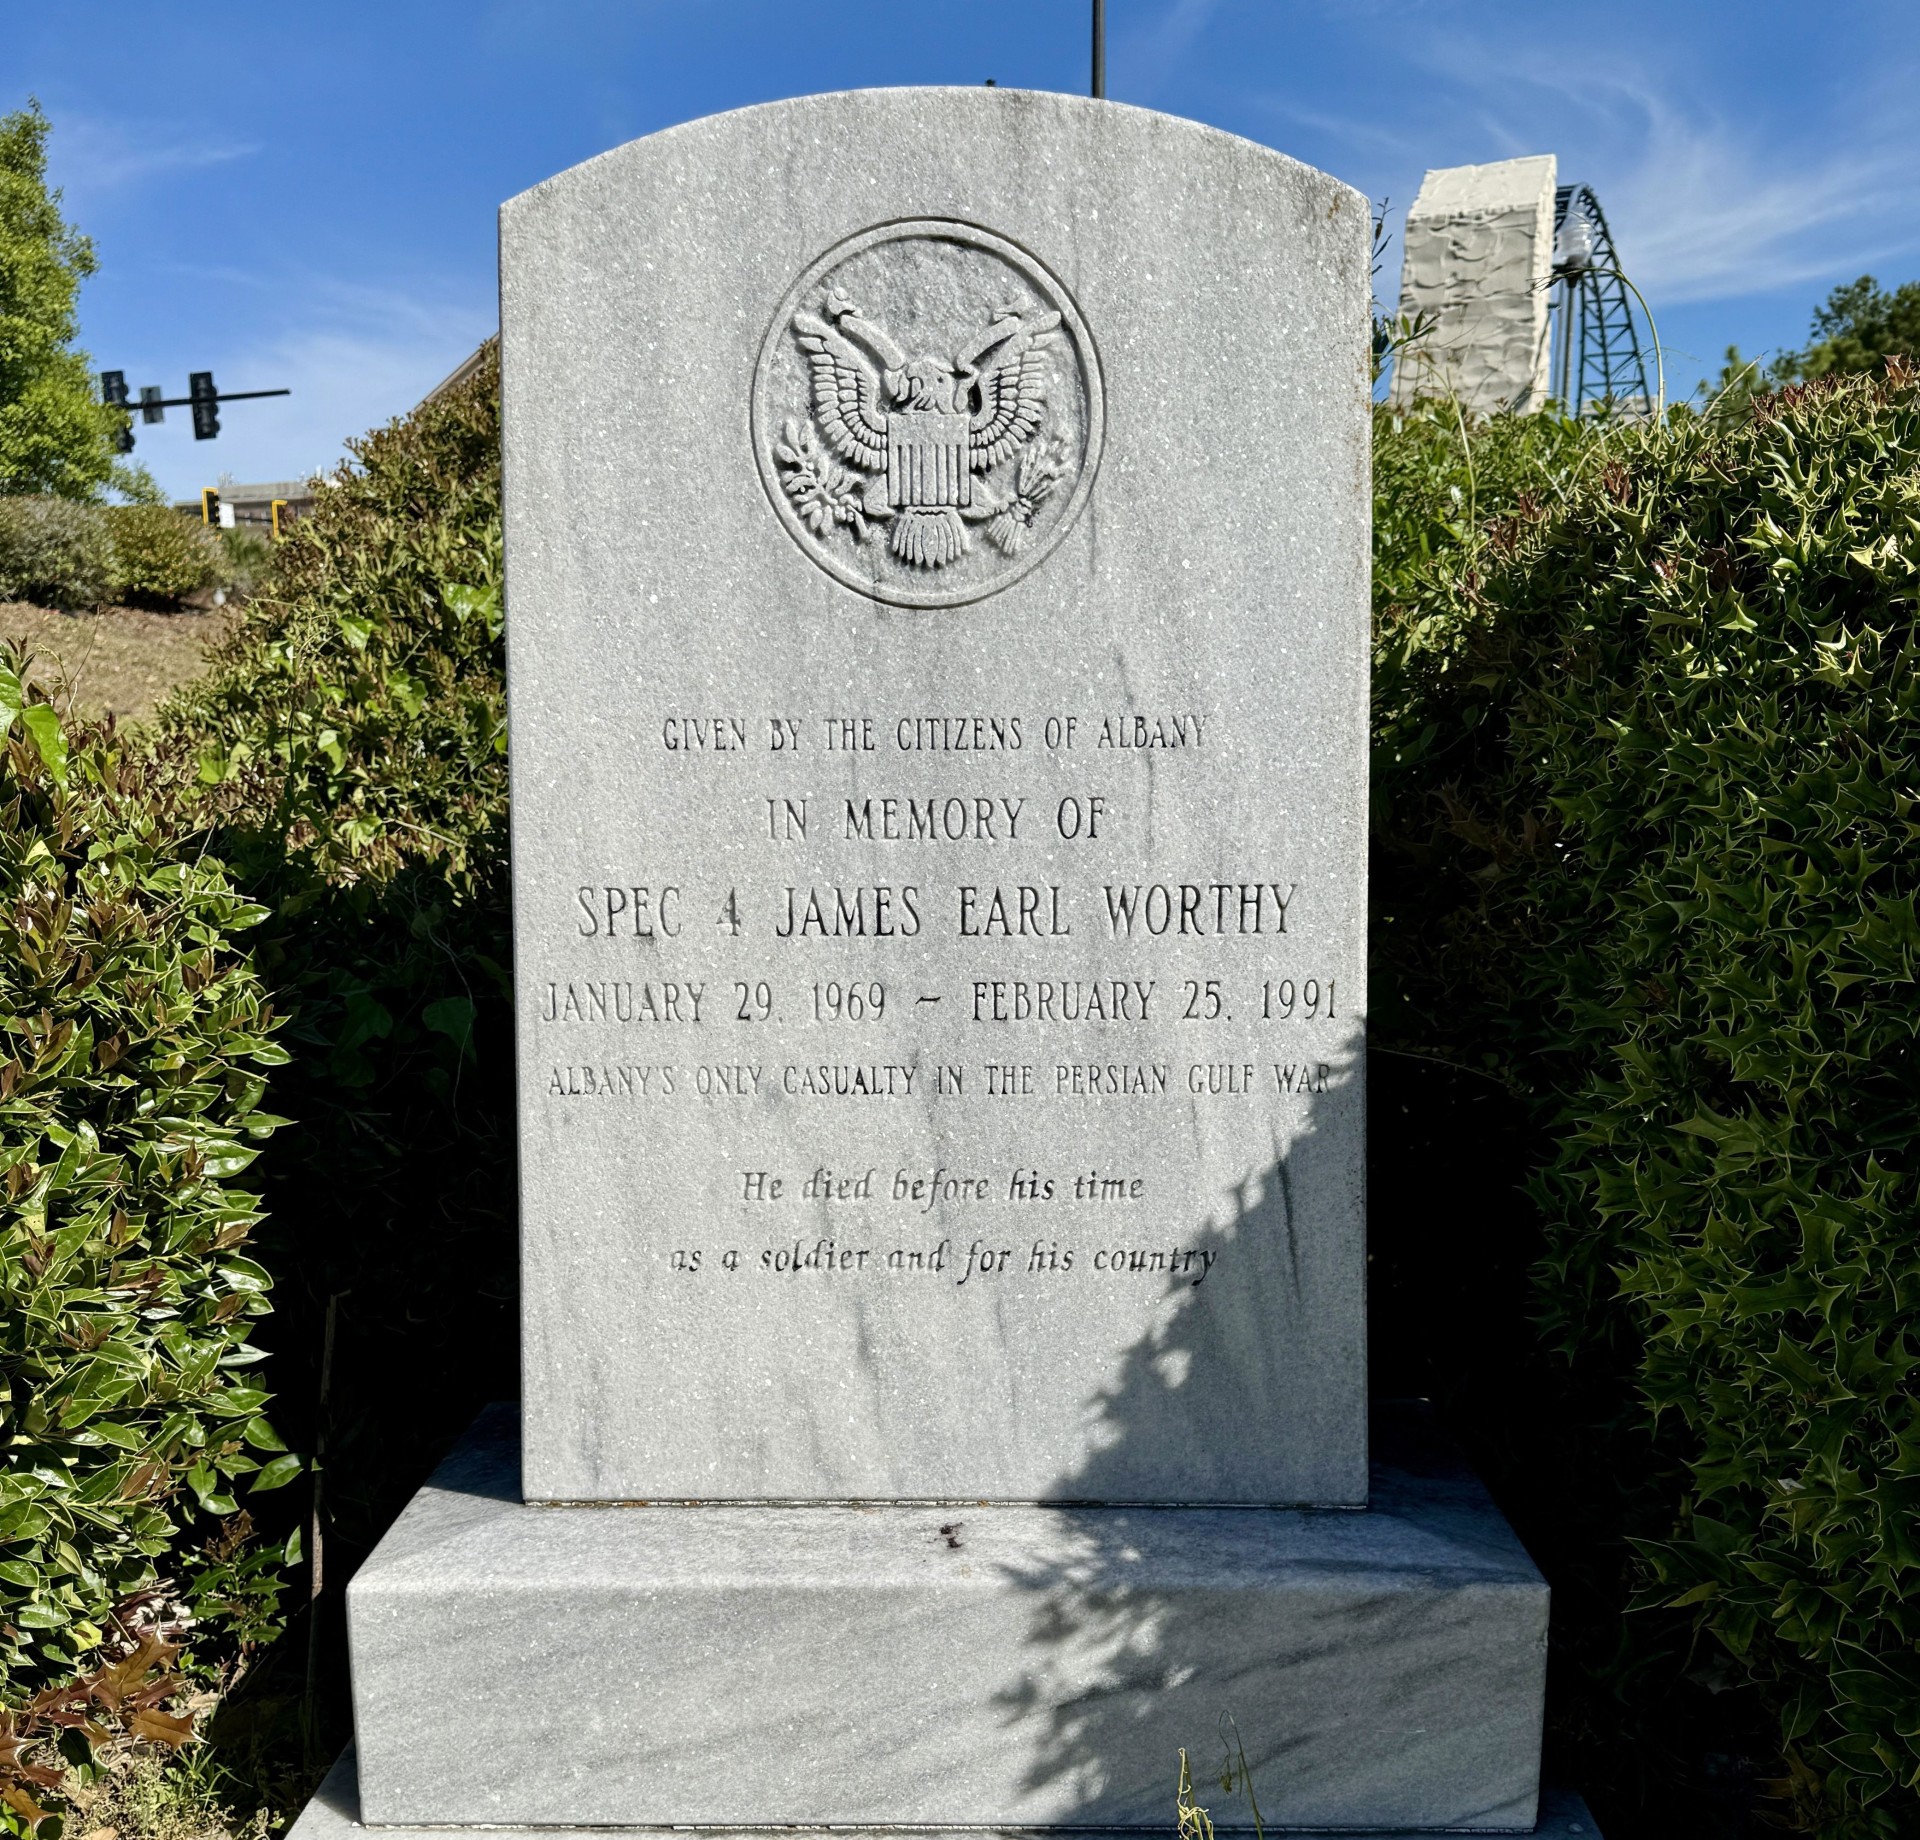 GIVEN BY THE CITIZENS OF ALBANY
IN MEMORY OF
SPEC 4 JAMES EARL WORTHY
JANUARY 29, 1969 ~ FEBRUARY 25, 1991
ALBANY'S ONLY CASUALTY IN THE PERSIAN GULF WAR
He died before his time
as a soldier and for his country